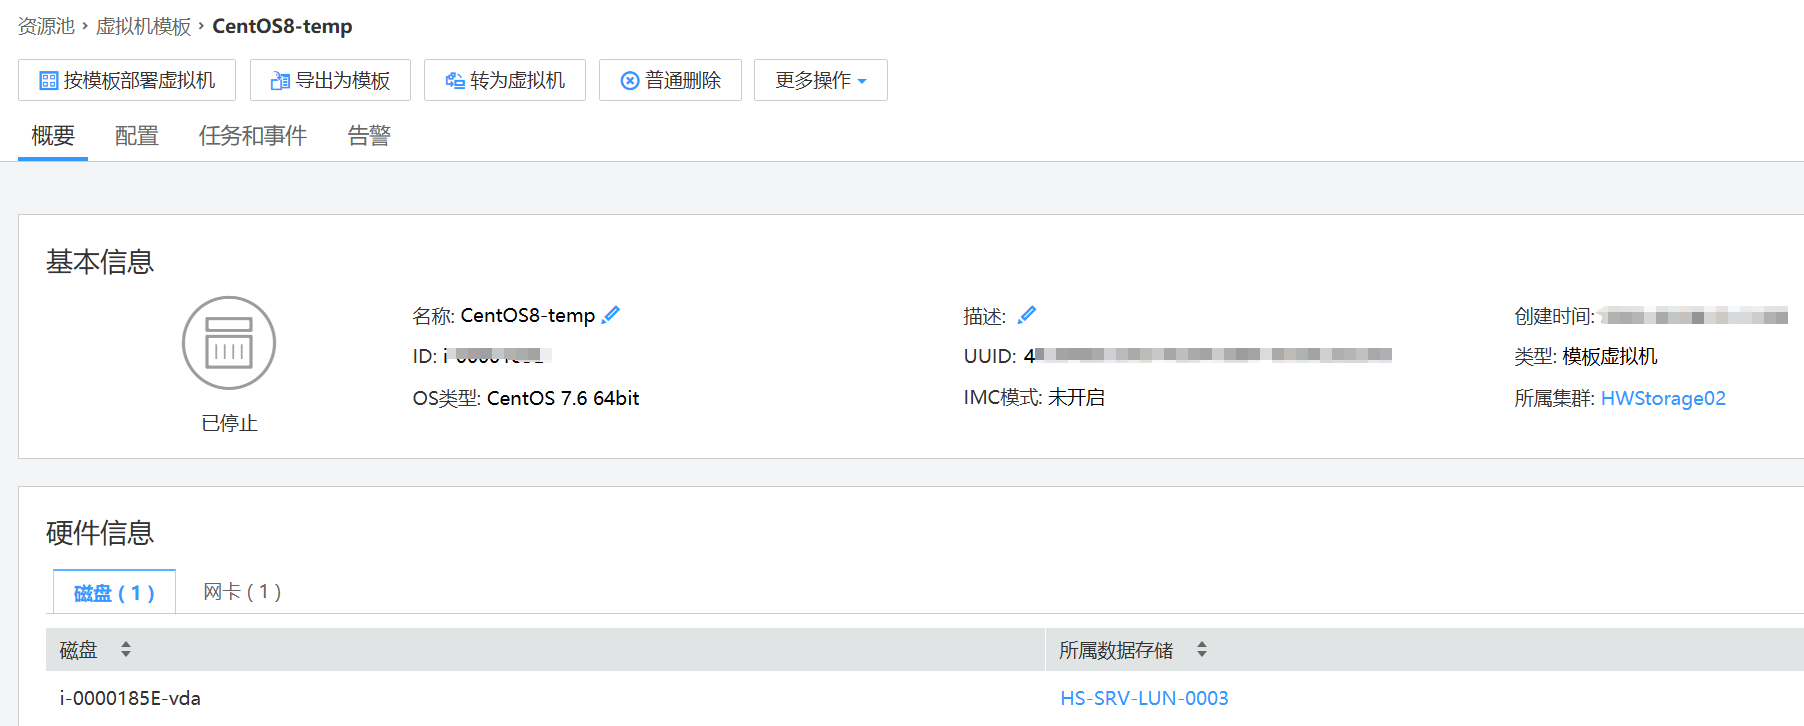 资源池 › 虚拟机模板 › CentOS8-temp
按模板部署虚拟机 导出为模板 转为虚拟机 普通删除 更多操作
概要 配置 任务和事件 告警
基本信息
名称: CentOS8-temp 描述: 创建时间:
ID: UUID: 4 类型: 模板虚拟机
OS类型: CentOS 7.6 64bit IMC模式: 未开启 所属集群: HWStorage02
已停止
硬件信息
磁盘 ( 1 ) 网卡 ( 1 )
磁盘 所属数据存储
i-0000185E-vda HS-SRV-LUN-0003